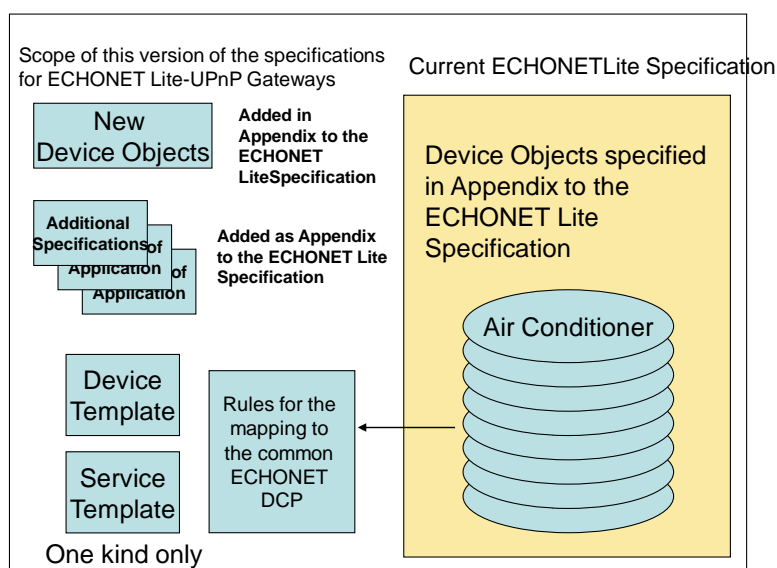 Scope of this version of the specifications
for ECHONET Lite-UPnP Gateways
New
Device Objects
Added in
Appendix to the
ECHONET
LiteSpecification
Additional
Specifications
of
Application
of
Application
Added as Appendix
to the ECHONET Lite
Specification
Device
Template
Service
Template
One kind only
Rules for the
mapping to
the common
ECHONET
DCP
Current ECHONETLite Specification
Device Objects specified
in Appendix to the
ECHONET Lite
Specification
Air Conditioner